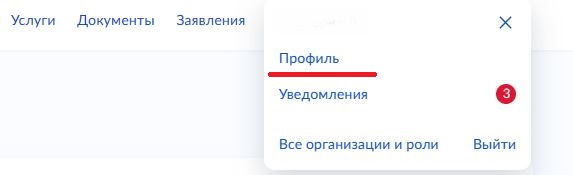 Услуги Документы Заявления
Профиль
Уведомления 3
Все организации и роли Выйти